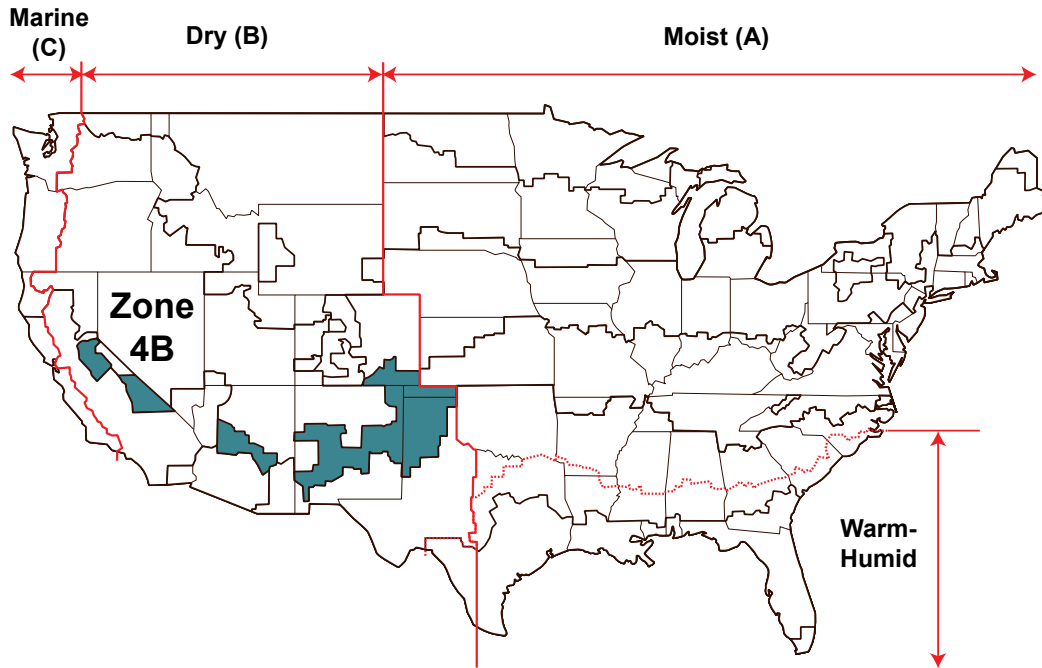 Marine
(C)
Dry (B)
Moist (A)
Zone
4B
Warm-
Humid